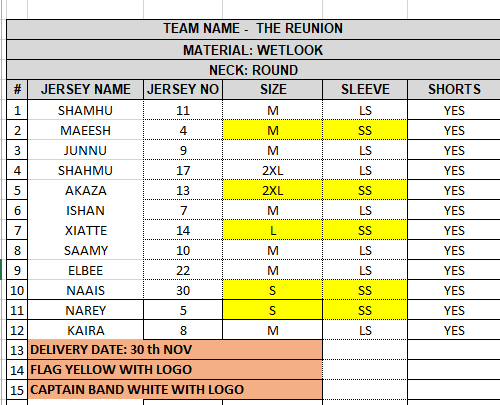 TEAM NAME - THE REUNION
MATERIAL: WETLOOK
NECK: ROUND
# JERSEY NAME JERSEY NO SIZE SLEEVE SHORTS
1 SHAMHU 11 M LS YES
2 MAEESH 4 M SS YES
3 JUNNU 9 M LS YES
4 SHAHMU 17 2XL LS YES
5 AKAZA 13 2XL SS YES
6 ISHAN 7 M LS YES
7 XIATTE 14 L SS YES
8 SAAMY 10 M LS YES
9 ELBEE 22 M LS YES
10 NAAIS 30 S SS YES
11 NAREY 5 S SS YES
12 KAIRA 8 M LS YES
13 DELIVERY DATE: 30 th NOV
14 FLAG YELLOW WITH LOGO
15 CAPTAIN BAND WHITE WITH LOGO